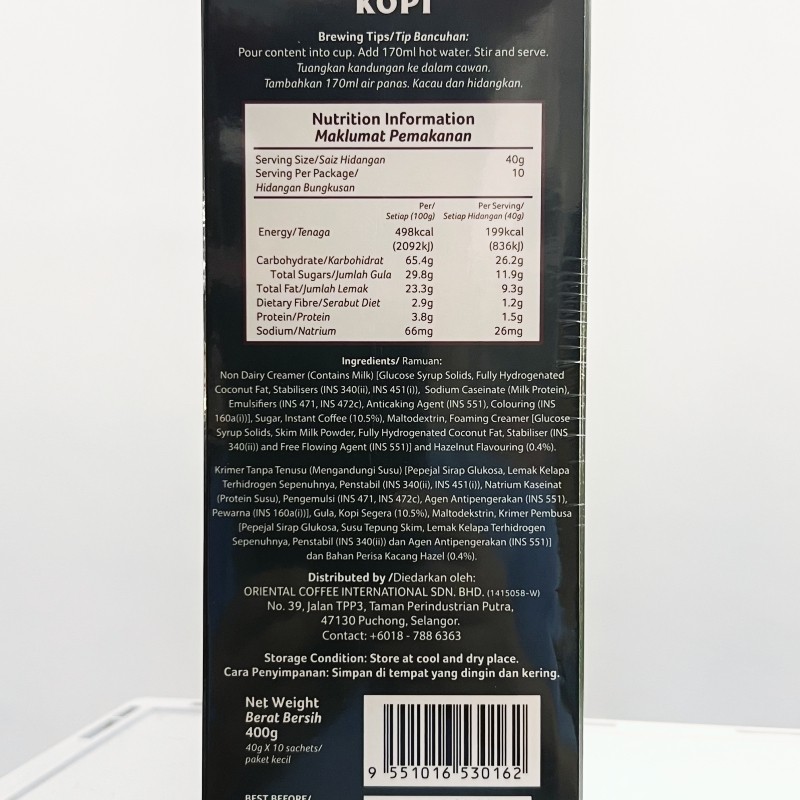 KOPI
Brewing Tips/Tip Bancuhan:
Pour content into cup. Add 170ml hot water. Stir and serve.
Tuangkan kandungan ke dalam cawan.
Tambahkan 170ml air panas. Kacau dan hidangkan.
Nutrition Information
Maklumat Pemakanan
Serving Size/Saiz Hidangan 40g
Serving Per Package/ 10
Hidangan Bungkusan
Per/ Per Serving/
Setiap (100g) Setiap Hidangan (40g)
Energy/Tenaga 498kcal 199kcal
(2092kJ) (836kJ)
Carbohydrate/Karbohidrat 65.4g 26.2g
Total Sugars/Jumlah Gula 29.8g 11.9g
Total Fat/Jumlah Lemak 23.3g 9.3g
Dietary Fibre/Serabut Diet 2.9g 1.2g
Protein/Protein 3.8g 1.5g
Sodium/Natrium 66mg 26mg
Ingredients/ Ramuan:
Non Dairy Creamer (Contains Milk) [Glucose Syrup Solids, Fully Hydrogenated
Coconut Fat, Stabilisers (INS 340(ii), INS 451(i)), Sodium Caseinate (Milk Protein),
Emulsifiers (INS 471, INS 472c), Anticaking Agent (INS 551), Colouring (INS
160a(i))], Sugar, Instant Coffee (10.5%), Maltodextrin, Foaming Creamer [Glucose
Syrup Solids, Skim Milk Powder, Fully Hydrogenated Coconut Fat, Stabiliser (INS
340(ii)) and Free Flowing Agent (INS 551)] and Hazelnut Flavouring (0.4%).
Krimer Tanpa Tenusu (Mengandungi Susu) [Pepejal Sirap Glukosa, Lemak Kelapa
Terhidrogen Sepenuhnya, Penstabil (INS 340(ii), INS 451(i)), Natrium Kaseinat
(Protein Susu), Pengemulsi (INS 471, INS 472c), Agen Antipengerakan (INS 551),
Pewarna (INS 160a(i))], Gula, Kopi Segera (10.5%), Maltodekstrin, Krimer Pembusa
[Pepejal Sirap Glukosa, Susu Tepung Skim, Lemak Kelapa Terhidrogen
Sepenuhnya, Penstabil (INS 340(ii)) dan Agen Antipengerakan (INS 551)]
dan Bahan Perisa Kacang Hazel (0.4%).
Distributed by /Diedarkan oleh:
ORIENTAL COFFEE INTERNATIONAL SDN. BHD. (1415058-W)
No. 39, Jalan TPP3, Taman Perindustrian Putra,
47130 Puchong, Selangor.
Contact: +6018 - 788 6363
Storage Condition: Store at cool and dry place.
Cara Penyimpanan: Simpan di tempat yang dingin dan kering.
Net Weight
Berat Bersih
400g
40g X 10 sachets/
paket kecil
9 551016 530162
BEST BEFORE/